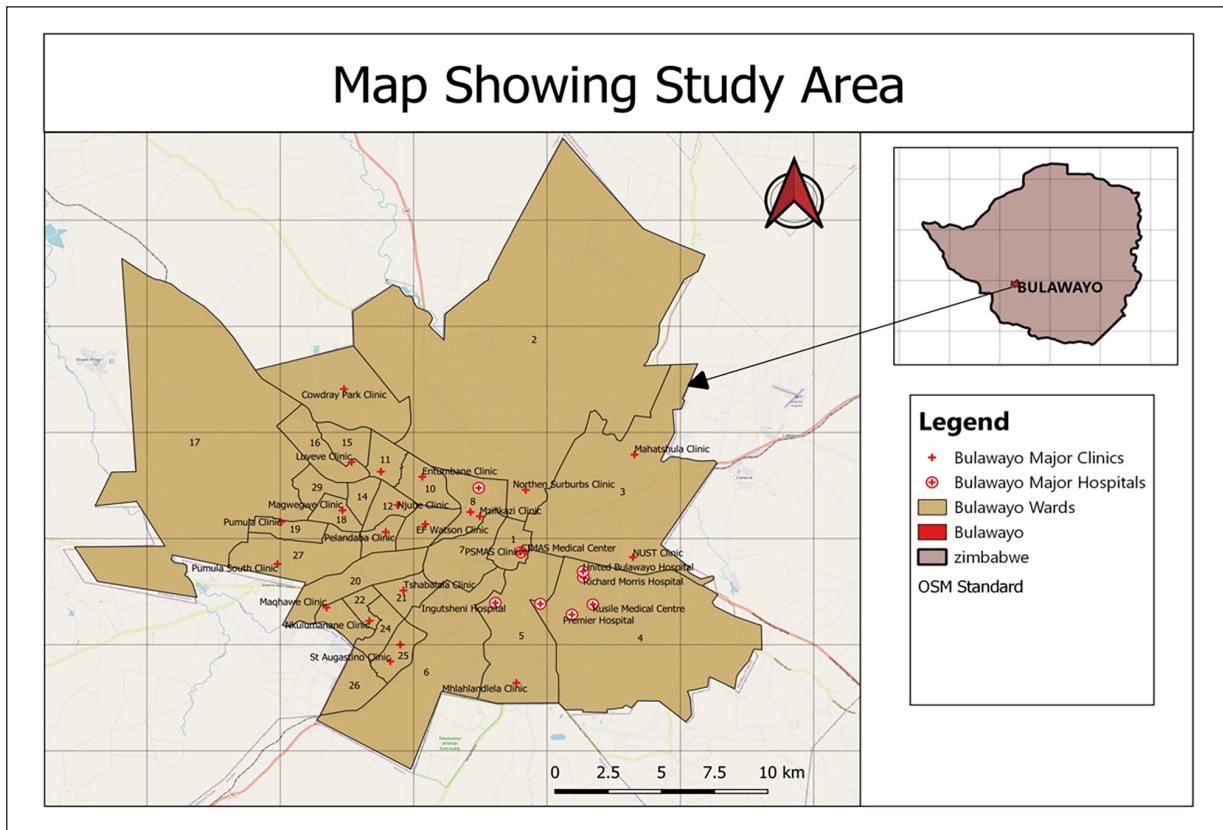 Map Showing Study Area
2
BULAWAYO
Cowdray Park Clinic
17
16
15
Luveve Clinic
11
Mahatshula Clinic
Entumbane Clinic
29
14
10
Northen Surburbs Clinic
3
Magwegwe Clinic
12
Njube Clinic
8
Mzilikazi Clinic
18
Pumula Clinic
19
EF Watson Clinic
Pelandaba Clinic
1
27
7
PSMAS Clinic
CIMAS Medical Center
NUST Clinic
Pumula South Clinic
United Bulawayo Hospital
20
Tshabalala Clinic
Richard Morris Hospital
22
21
Maqhawe Clinic
Ingutsheni Hospital
Kusile Medical Centre
Nkulumane Clinic
24
Premier Hospital
5
4
St Augastino Clinic
25
6
26
Mhlahlandlela Clinic
0 2.5 5 7.5 10 km
Legend
Bulawayo Major Clinics
Bulawayo Major Hospitals
Bulawayo Wards
Bulawayo
zimbabwe
OSM Standard